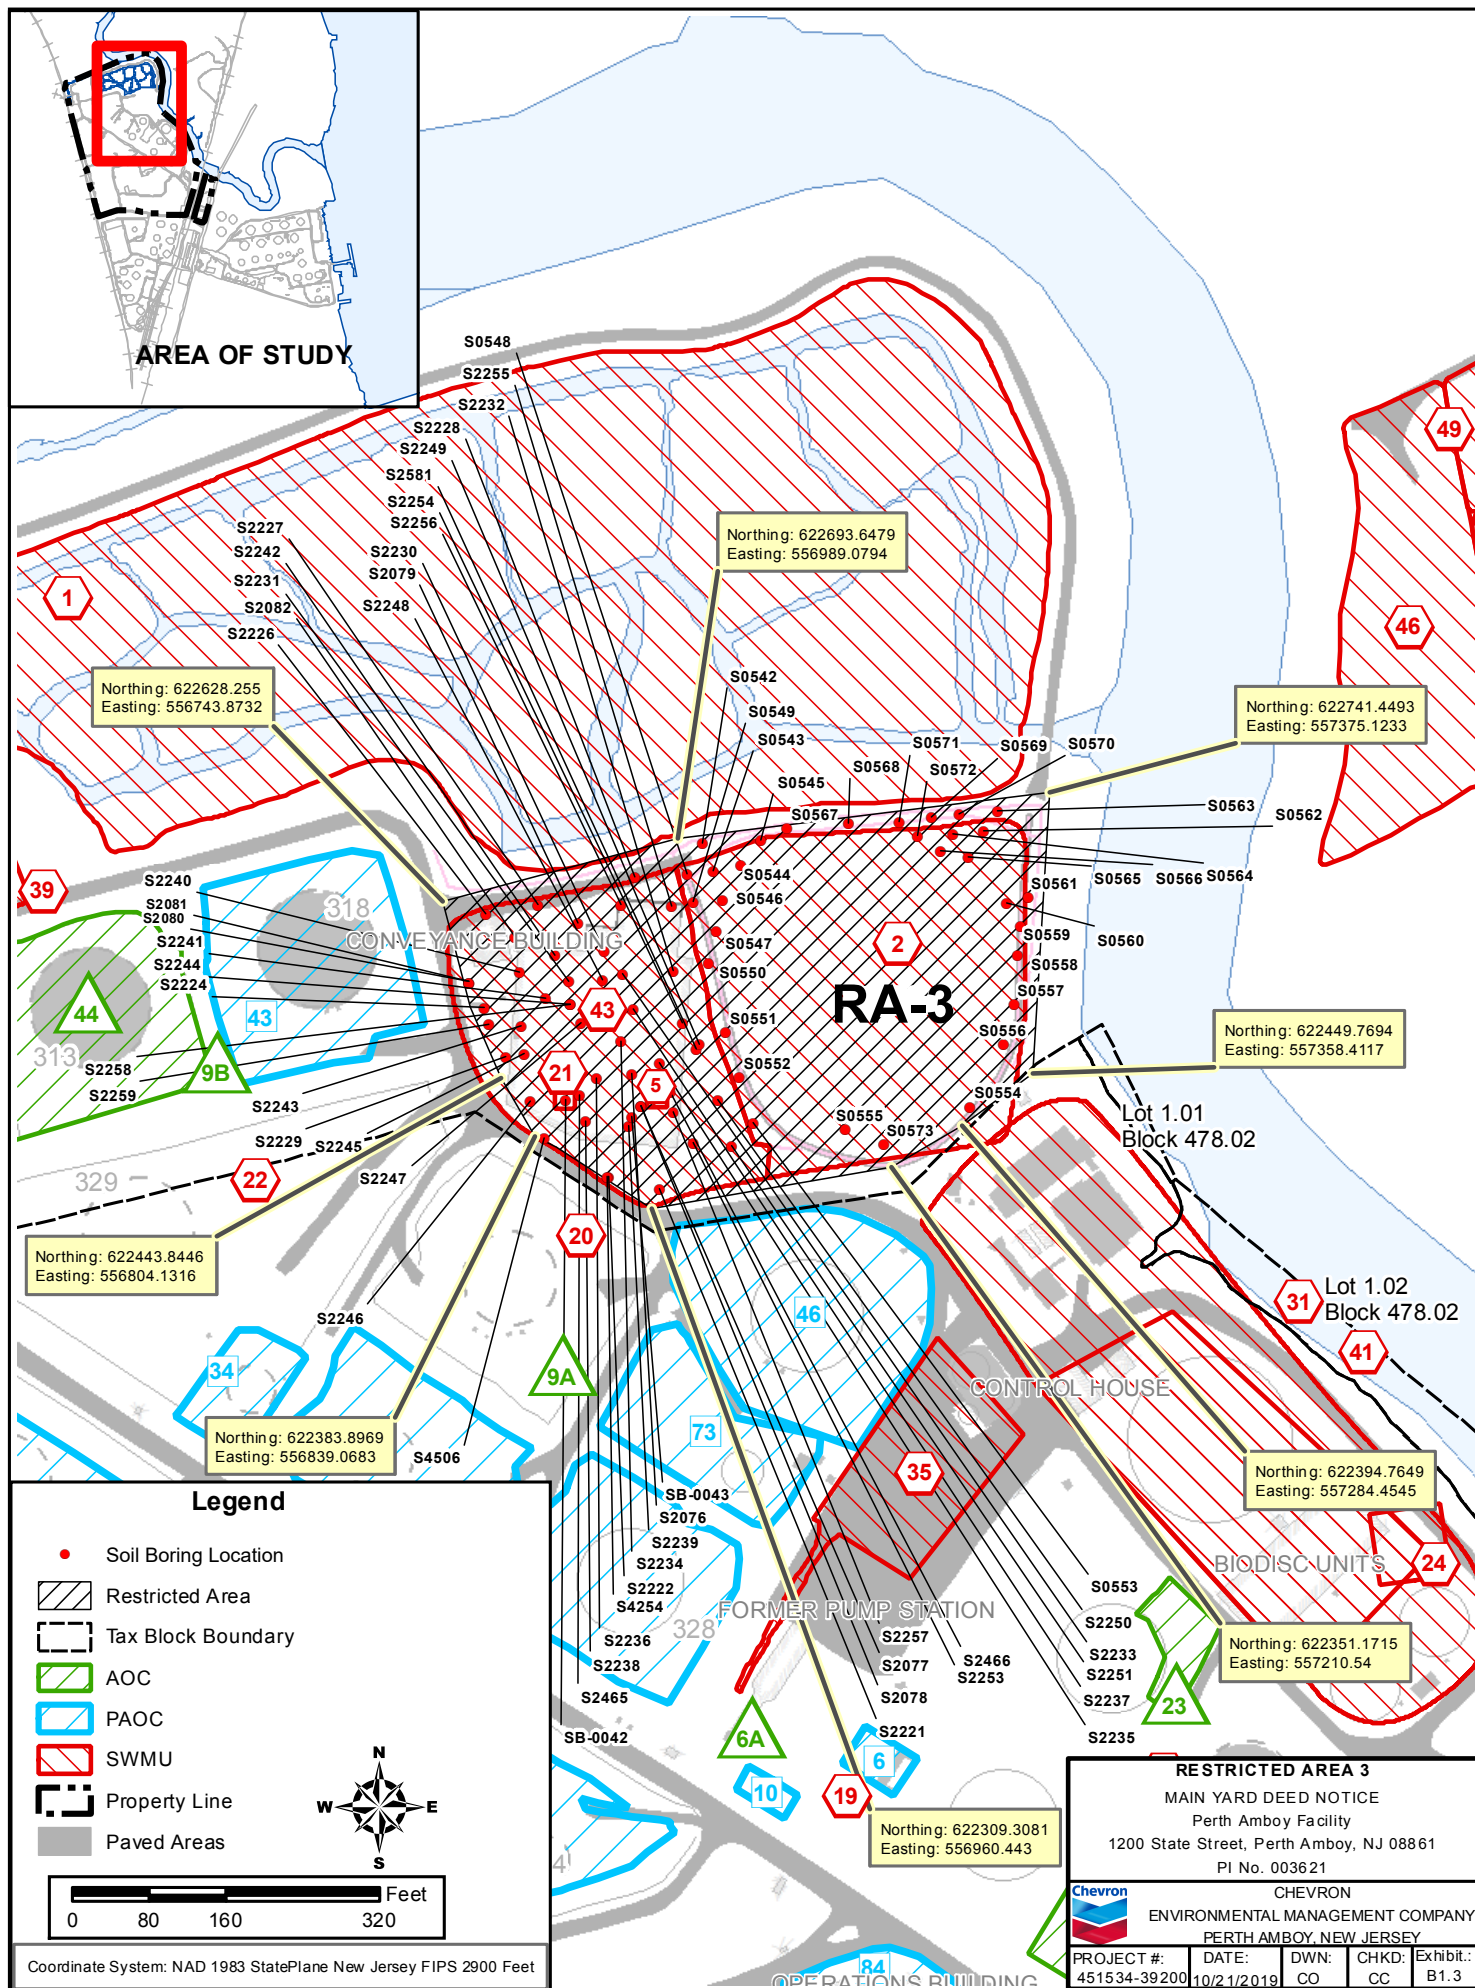 AREA OF STUDY
S0548
S2255
S2232
S2228
S2249
S2581
S2254
S2256
S2230
S2079
S2248
S2227
S2242
S2231
S2082
S2226
Northing: 622693.6479
Easting: 556989.0794
49
46
1
Northing: 622628.255
Easting: 556743.8732
Northing: 622741.4493
Easting: 557375.1233
S0542
S0549
S0543
S0545
S0567
S0568
S0571
S0572
S0569
S0570
S0563
S0562
S0564
S0566
S0565
S0561
S0560
S0559
S0558
S0557
S0556
S0544
S0546
S0547
S0550
S0551
S0552
S0555
S0573
S0554
39
S2240
S2081
S2080
S2241
S2244
S2224
318
CONVEYANCE BUILDING
2
RA-3
43
44
43
313
9B
21
5
S2258
S2259
S2243
S2229
S2245
S2247
22
329
Northing: 622449.7694
Easting: 557358.4117
Lot 1.01
Block 478.02
Northing: 622443.8446
Easting: 556804.1316
20
46
31
Lot 1.02
Block 478.02
41
S2246
34
9A
73
CONTROL HOUSE
35
Northing: 622383.8969
Easting: 556839.0683
S4506
Northing: 622394.7649
Easting: 557284.4545
SB-0043
S2076
S2239
S2234
S2222
S4254
S2236
S2238
S2465
SB-0042
328
FORMER PUMP STATION
BIODISC UNITS
24
S0553
S2250
S2233
S2251
S2237
S2235
S2257
S2077
S2078
S2221
S2466
S2253
Northing: 622351.1715
Easting: 557210.54
23
6A
6
10
19
Northing: 622309.3081
Easting: 556960.443
84
OPERATIONS BUILDING
Legend
Soil Boring Location
Restricted Area
Tax Block Boundary
AOC
PAOC
SWMU
Property Line
Paved Areas
N
W E
S
Feet
0 80 160 320
Coordinate System: NAD 1983 StatePlane New Jersey FIPS 2900 Feet
RESTRICTED AREA 3
MAIN YARD DEED NOTICE
Perth Amboy Facility
1200 State Street, Perth Amboy, NJ 08861
PI No. 003621
Chevron
CHEVRON
ENVIRONMENTAL MANAGEMENT COMPANY
PERTH AMBOY, NEW JERSEY
PROJECT #: DATE: DWN: CHKD: Exhibit.:
451534-39200 10/21/2019 CO CC B1.3